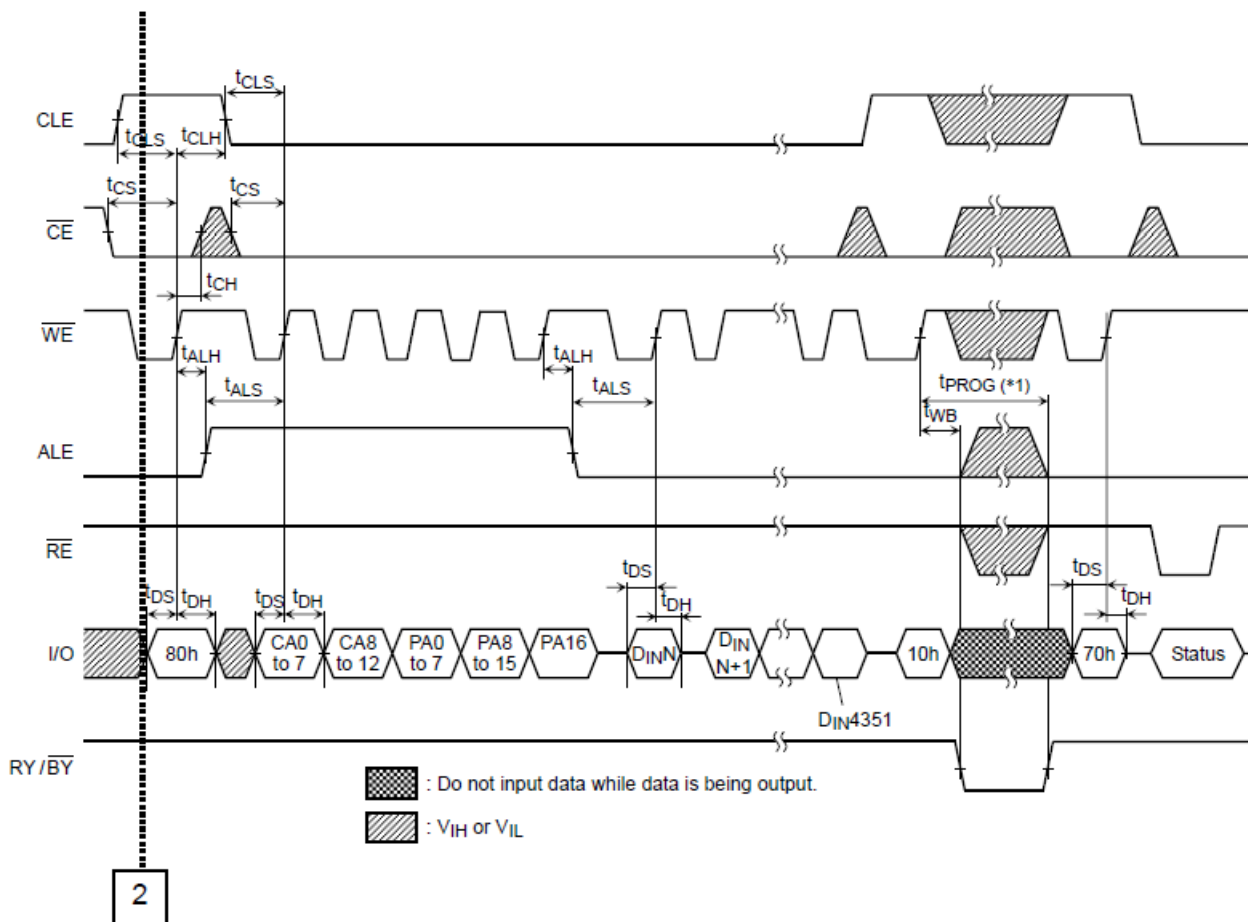 tCLS
CLE
tCLS tCLH
tCS tCS
CE
tCH
WE
tALH tALH
tALS tALS tPROG (*1)
tWB
ALE
RE
tDS tDH tDS tDH tDS tDH tDS tDH
I/O 80h CA0 to 7 CA8 to 12 PA0 to 7 PA8 to 15 PA16 DINN DIN N+1 10h 70h Status
DIN4351
RY/BY
: Do not input data while data is being output.
: VIH or VIL
2